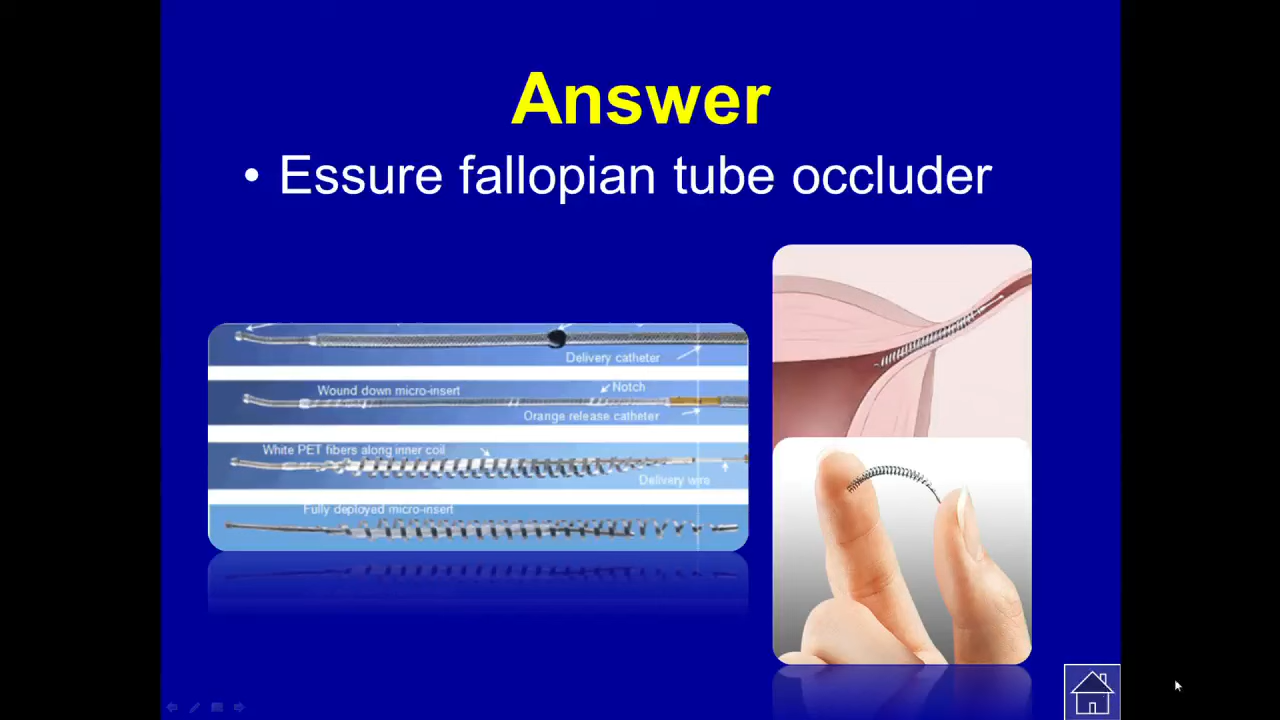 Answer
• Essure fallopian tube occluder
Delivery catheter
Wound down micro-insert
Notch
Orange release catheter
White PET fibers along inner coil
Delivery wire
Fully deployed micro-insert